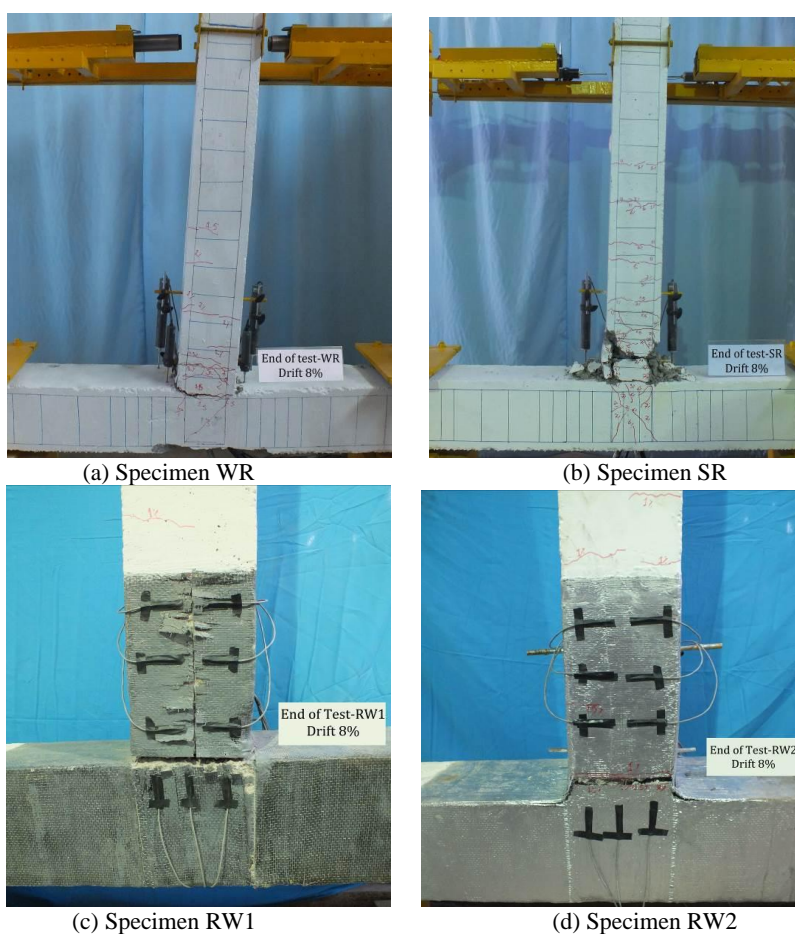 End of test-WR
Drift 8%
End of test-SR
Drift 8%
(a) Specimen WR
(b) Specimen SR
End of Test-RW1
Drift 8%
End of Test-RW2
Drift 8%
(c) Specimen RW1
(d) Specimen RW2